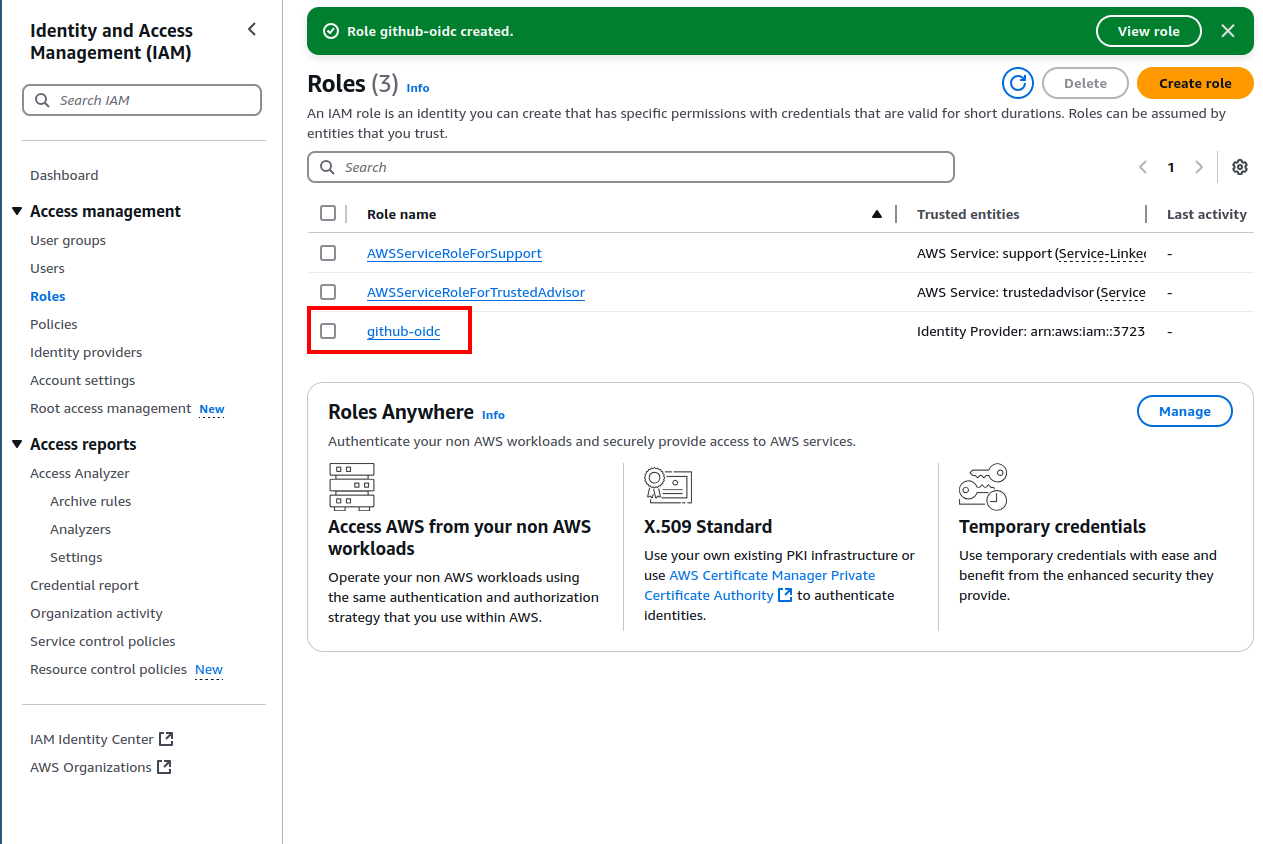 Identity and Access
Management (IAM)
Search IAM
Dashboard
Access management
User groups
Users
Roles
Policies
Identity providers
Account settings
Root access management New
Access reports
Access Analyzer
Archive rules
Analyzers
Settings
Credential report
Organization activity
Service control policies
Resource control policies New
IAM Identity Center
AWS Organizations
Role github-oidc created.
View role
Roles (3) Info
Delete
Create role
An IAM role is an identity you can create that has specific permissions with credentials that are valid for short durations. Roles can be assumed by
entities that you trust.
Search
1
Role name Trusted entities Last activity
AWSServiceRoleForSupport AWS Service: support (Service-Linked -
AWSServiceRoleForTrustedAdvisor AWS Service: trustedadvisor (Service -
github-oidc Identity Provider: arn:aws:iam::3723 -
Roles Anywhere Info
Manage
Authenticate your non AWS workloads and securely provide access to AWS services.
Access AWS from your non AWS
workloads
Operate your non AWS workloads using
the same authentication and authorization
strategy that you use within AWS.
X.509 Standard
Use your own existing PKI infrastructure or
use AWS Certificate Manager Private
Certificate Authority to authenticate
identities.
Temporary credentials
Use temporary credentials with ease and
benefit from the enhanced security they
provide.